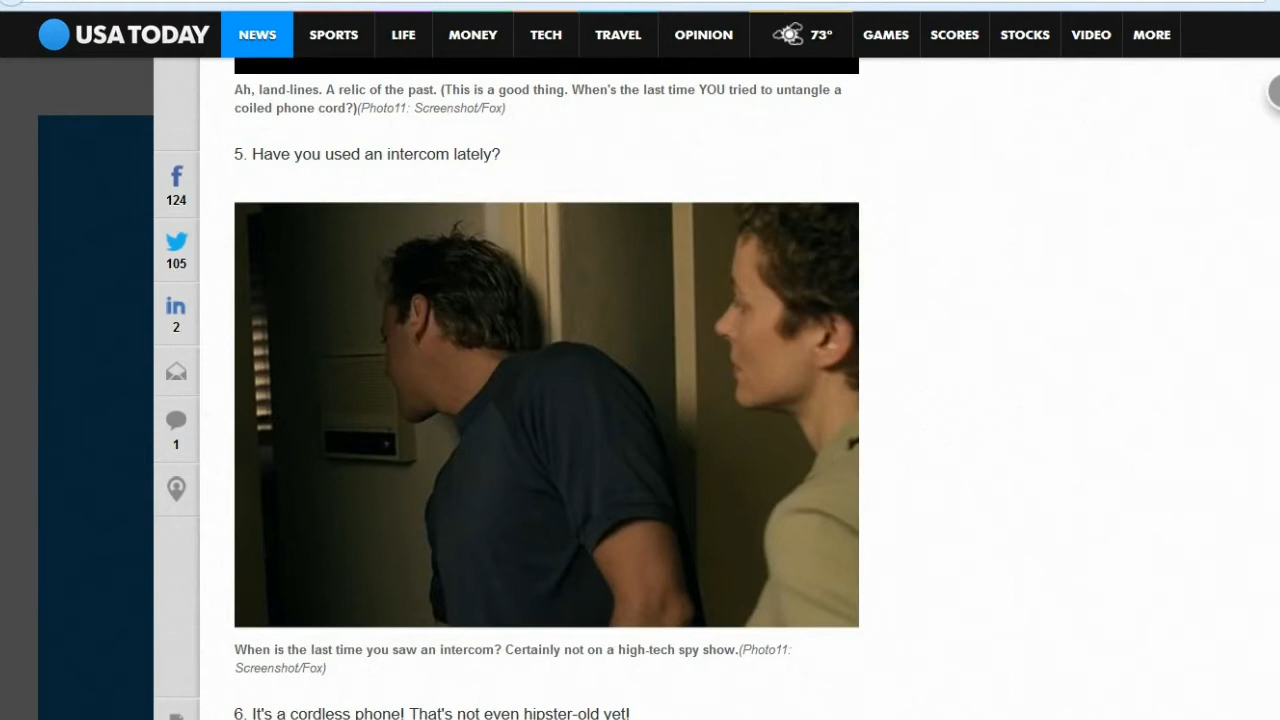 USA TODAY
NEWS
SPORTS
LIFE
MONEY
TECH
TRAVEL
OPINION
73°
GAMES
SCORES
STOCKS
VIDEO
MORE
Ah, land-lines. A relic of the past. (This is a good thing. When's the last time YOU tried to untangle a
coiled phone cord?)(Photo11: Screenshot/Fox)
5. Have you used an intercom lately?
f
124
105
in
2
1
When is the last time you saw an intercom? Certainly not on a high-tech spy show.(Photo11:
Screenshot/Fox)
6. It's a cordless phone! That's not even hipster-old yet!